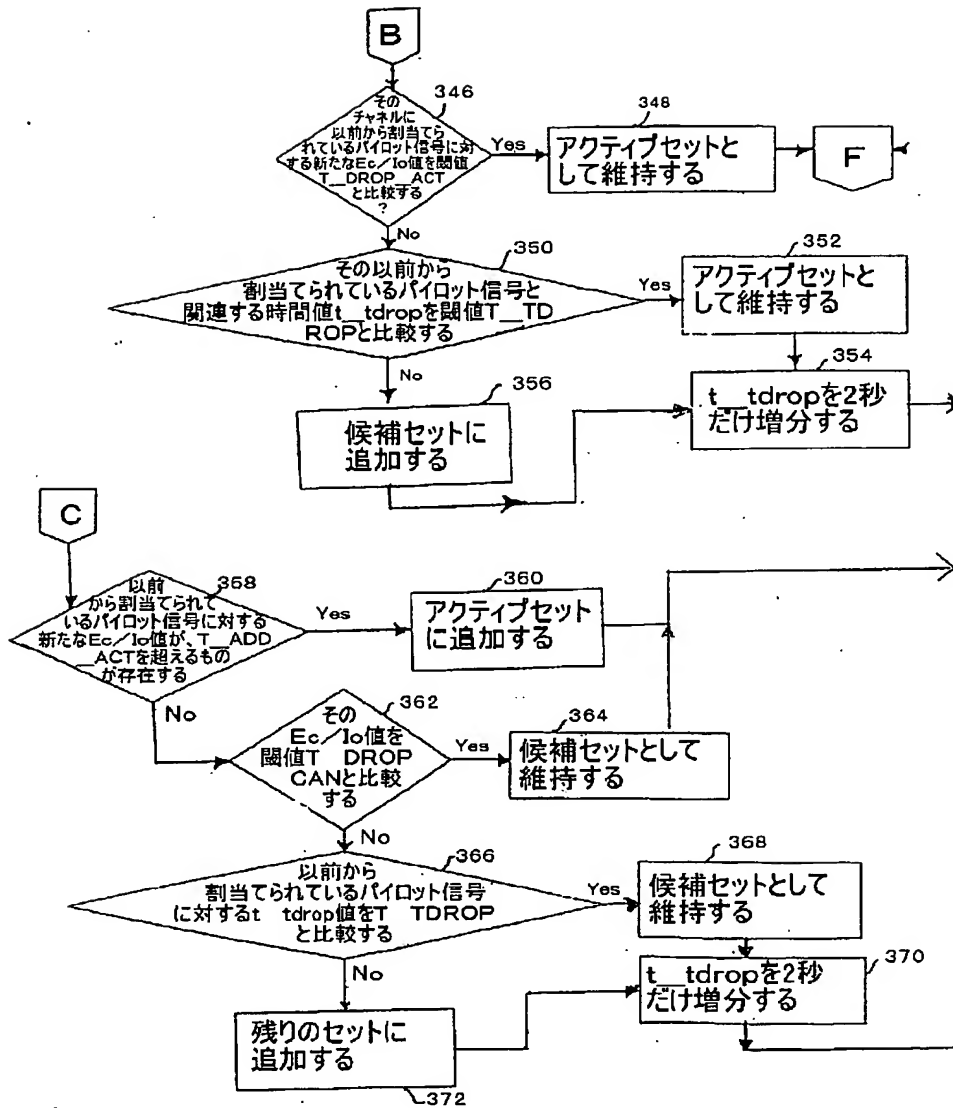 B
346
その
チャネルに
以前から割当てら
れているパイロット信号に対
する新たなEc/Io値を閾値
T__DROP__ACT
と比較する
?
Yes
348
アクティブセットと
して維持する
F
No
350
その以前から
割当てられているパイロット信号と
関連する時間値t__tdropを閾値T__TD
ROPと比較する
Yes
352
アクティブセットと
して維持する
No
354
t__tdropを2秒
だけ増分する
356
候補セットに
追加する
C
358
以前
から割当てられて
いるパイロット信号に対する
新たなEc/Io値が、T__ADD
__ACTを超えるもの
が存在する
Yes
360
アクティブセット
に追加する
No
362
その
Ec/Io値を
閾値T DROP
CANと比較
する
Yes
364
候補セットとして
維持する
No
366
以前から
割当てられているパイロット信号
に対するt tdrop値をT TDROP
と比較する
Yes
368
候補セットとして
維持する
No
370
t__tdropを2秒
だけ増分する
残りのセットに
追加する
372